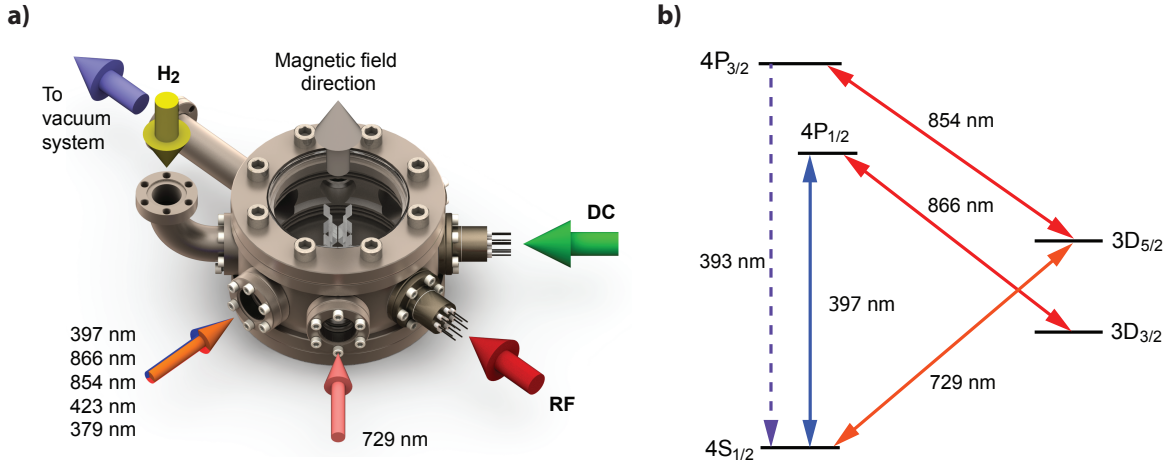 a)
H2
To
vacuum
system
Magnetic field
direction
DC
397 nm
866 nm
854 nm
423 nm
379 nm
729 nm
RF
b)
4P3/2
854 nm
4P1/2
866 nm
3D5/2
393 nm
397 nm
3D3/2
729 nm
4S1/2